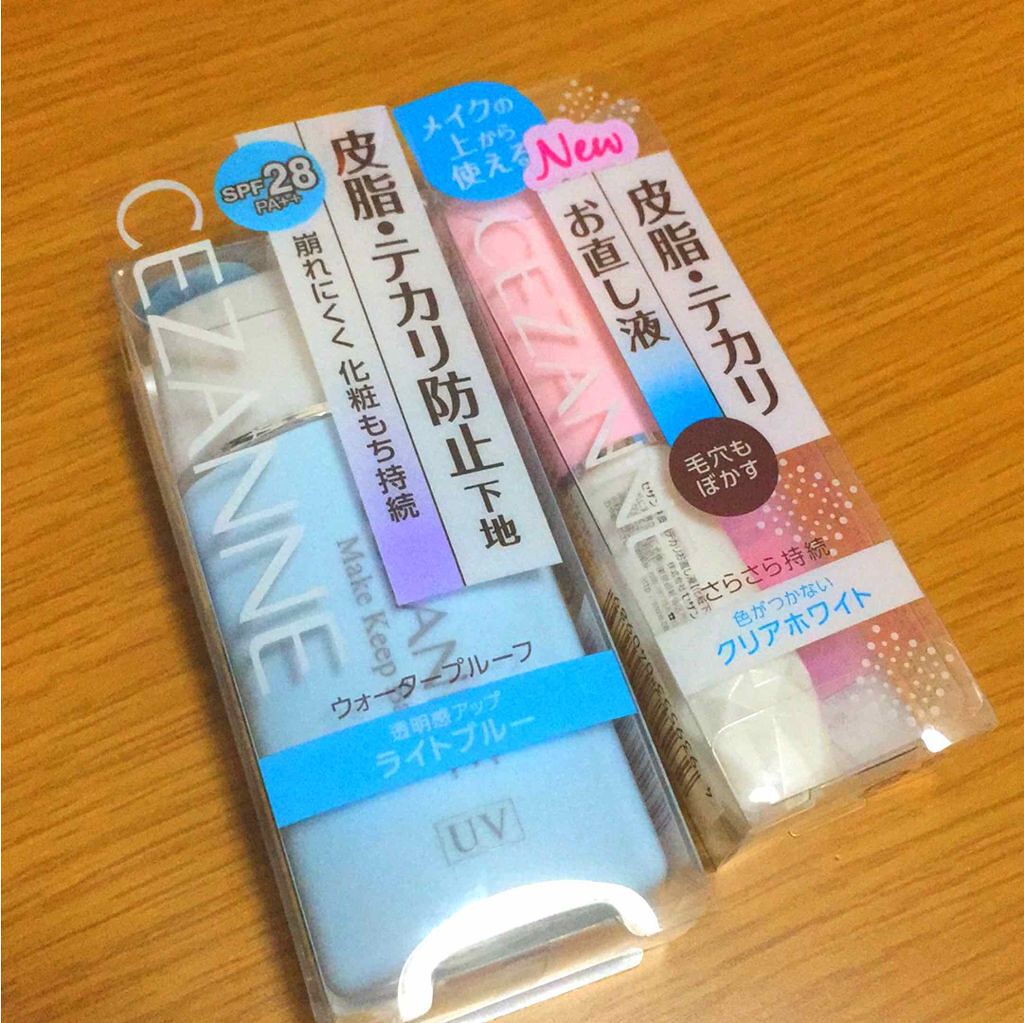 CEZANNE
SPF28
PA++
皮脂・テカリ防止下地
崩れにくく 化粧もち持続
Make Keep
UV
ウォータープルーフ
透明感アップ
ライトブルー
メイクの
上から
使える
New
CEZANNE
皮脂・テカリ
お直し液
毛穴も
ぼかす
さらさら持続
色がつかない
クリアホワイト